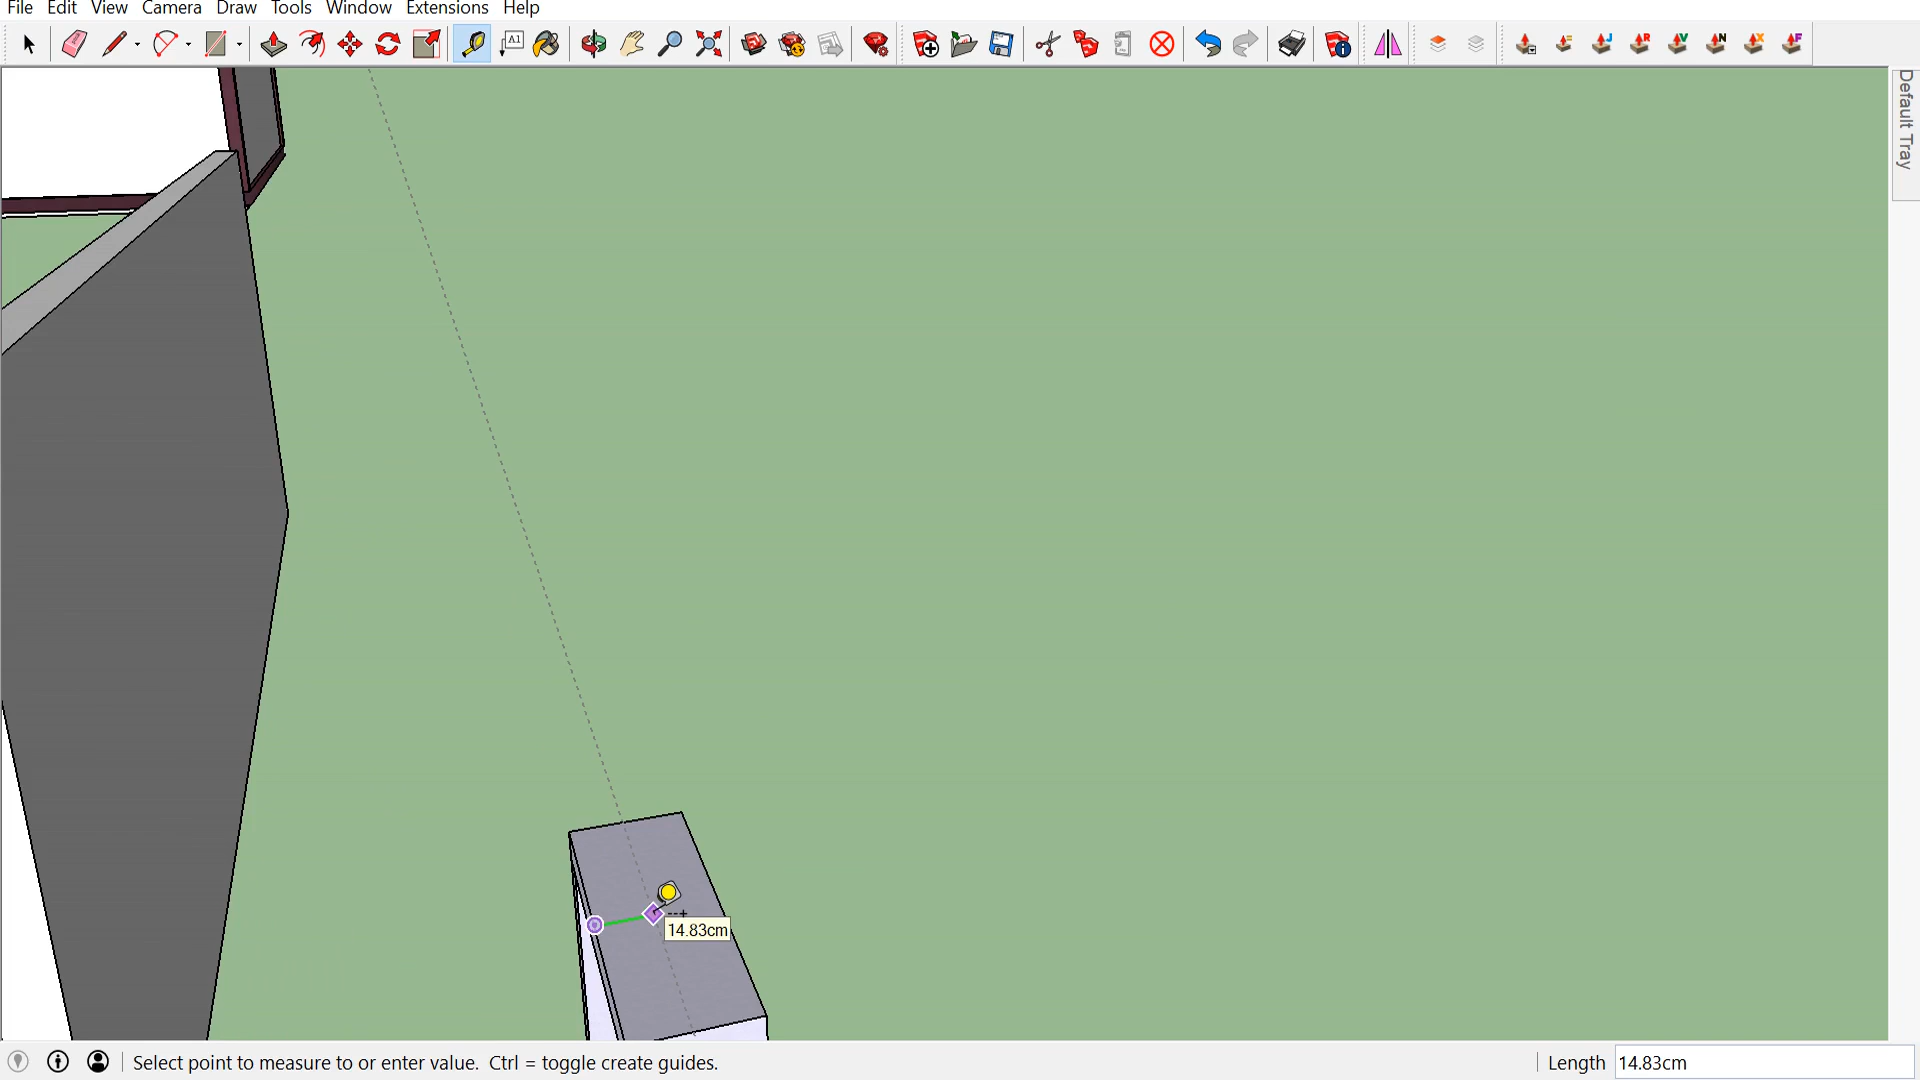 File Edit View Camera Draw Tools Window Extensions Help
A1
J R V N X F
Default Tray
14.83cm
Select point to measure to or enter value. Ctrl = toggle create guides.
Length 14.83cm